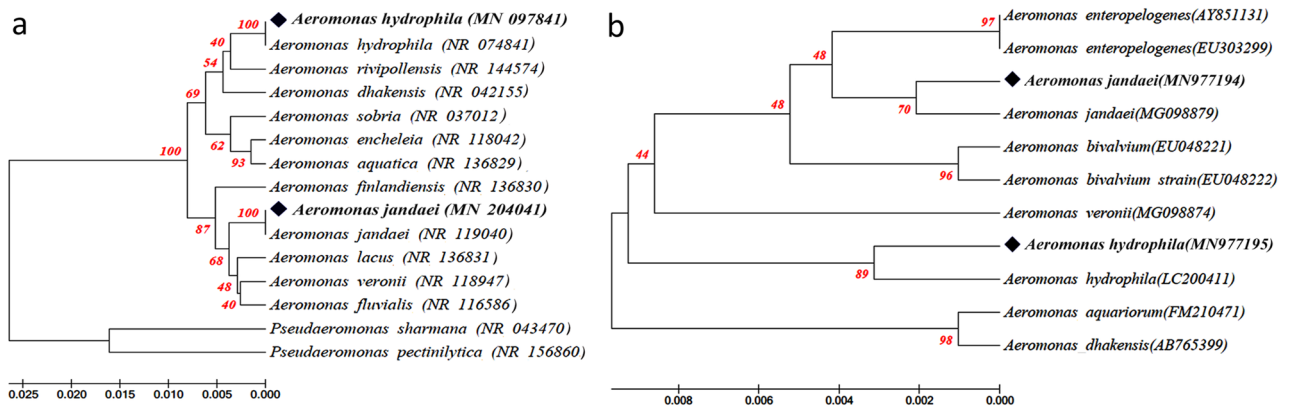 a
100
Aeromonas hydrophila (MN 097841)
40
Aeromonas hydrophila (NR 074841)
54
Aeromonas rivipollensis (NR 144574)
69
Aeromonas dhakensis (NR 042155)
Aeromonas sobria (NR 037012)
62
Aeromonas encheleia (NR 118042)
93
Aeromonas aquatica (NR 136829)
100
Aeromonas finlandiensis (NR 136830)
100
Aeromonas jandaei (MN 204041)
87
Aeromonas jandaei (NR 119040)
68
Aeromonas lacus (NR 136831)
48
Aeromonas veronii (NR 118947)
40
Aeromonas fluvialis (NR 116586)
Pseudaeromonas sharmana (NR 043470)
Pseudaeromonas pectinilytica (NR 156860)
0.025 0.020 0.015 0.010 0.005 0.000
b
97
Aeromonas enteropelogenes(AY851131)
Aeromonas enteropelogenes(EU303299)
48
Aeromonas jandaei(MN977194)
70
Aeromonas jandaei(MG098879)
48
Aeromonas bivalvium(EU048221)
96
Aeromonas bivalvium strain(EU048222)
44
Aeromonas veronii(MG098874)
Aeromonas hydrophila(MN977195)
89
Aeromonas hydrophila(LC200411)
Aeromonas aquariorum(FM210471)
98
Aeromonas dhakensis(AB765399)
0.008 0.006 0.004 0.002 0.000